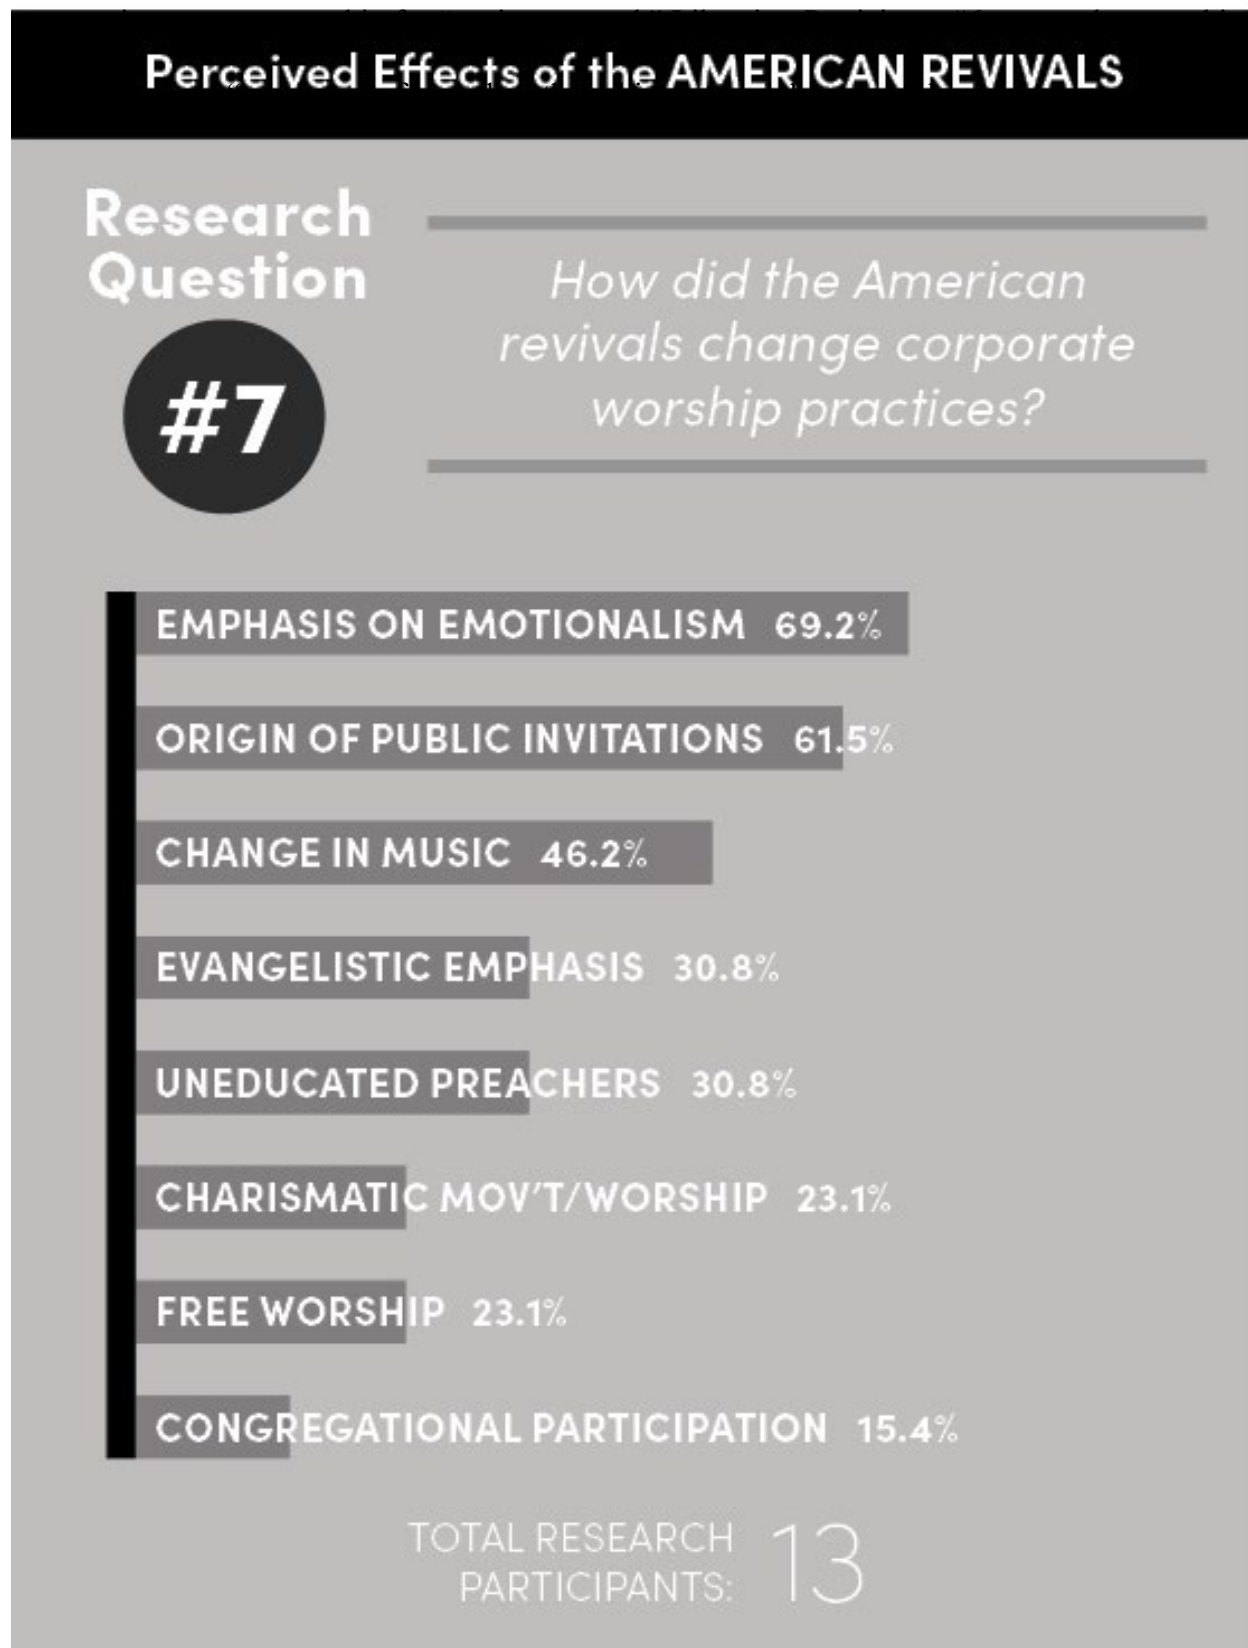 Perceived Effects of the AMERICAN REVIVALS
Research
Question
#7
How did the American
revivals change corporate
worship practices?
EMPHASIS ON EMOTIONALISM 69.2%
ORIGIN OF PUBLIC INVITATIONS 61.5%
CHANGE IN MUSIC 46.2%
EVANGELISTIC EMPHASIS 30.8%
UNEDUCATED PREACHERS 30.8%
CHARISMATIC MOV'T/WORSHIP 23.1%
FREE WORSHIP 23.1%
CONGREGATIONAL PARTICIPATION 15.4%
TOTAL RESEARCH
PARTICIPANTS:
13